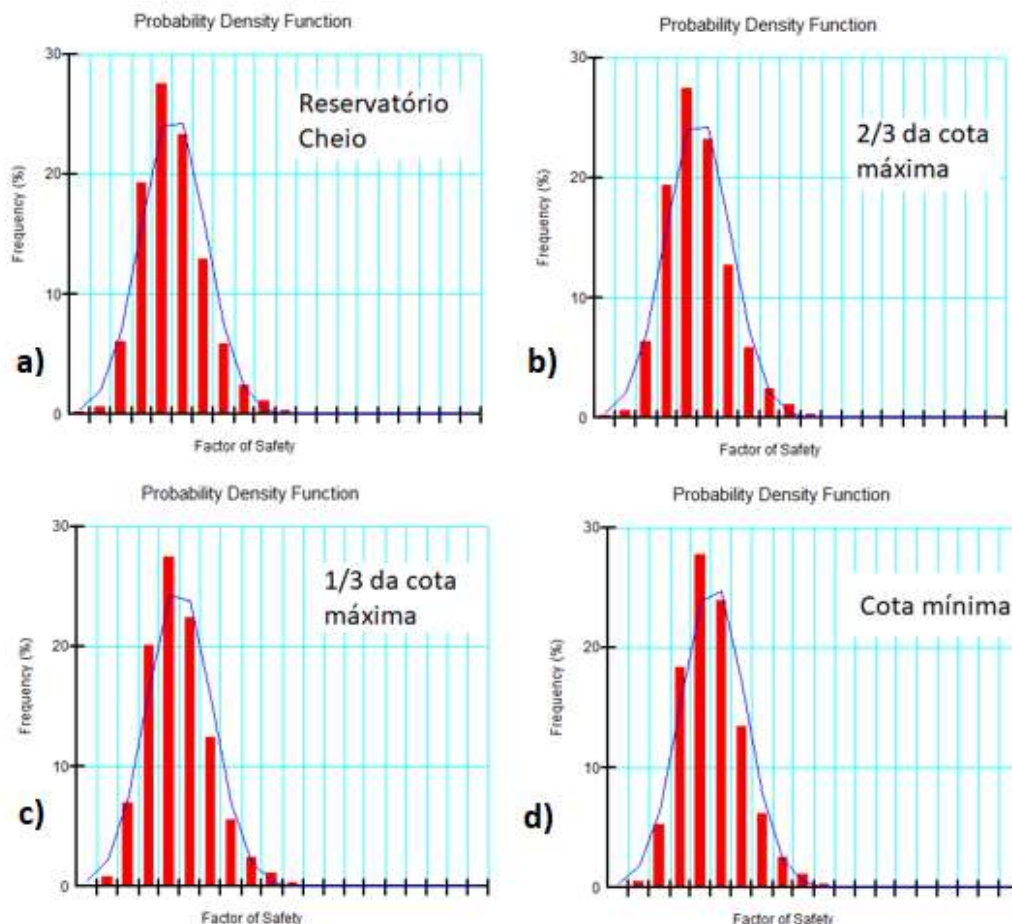 Probability Density Function
30
20
10
0
Frequency (%)
Reservatório
Cheio
a)
Factor of Safety
Probability Density Function
30
20
10
0
Frequency (%)
2/3 da cota
máxima
b)
Factor of Safety
Probability Density Function
30
20
10
0
Frequency (%)
1/3 da cota
máxima
c)
Factor of Safety
Probability Density Function
30
20
10
0
Frequency (%)
Cota mínima
d)
Factor of Safety